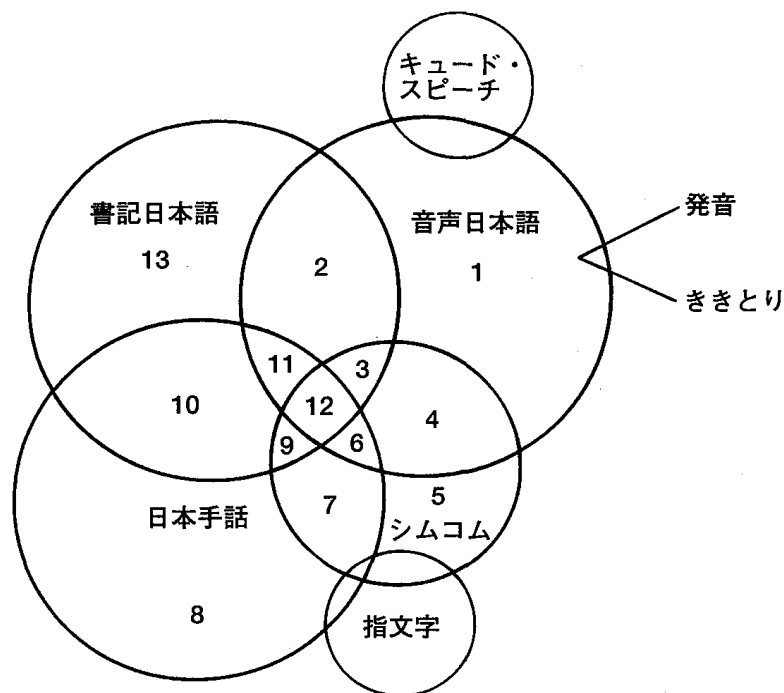 キュード・
スピーチ
書記日本語
音声日本語
発音
13
2
1
ききとり
11
3
10
12
4
9
6
7
5
日本手話
シムコム
8
指文字